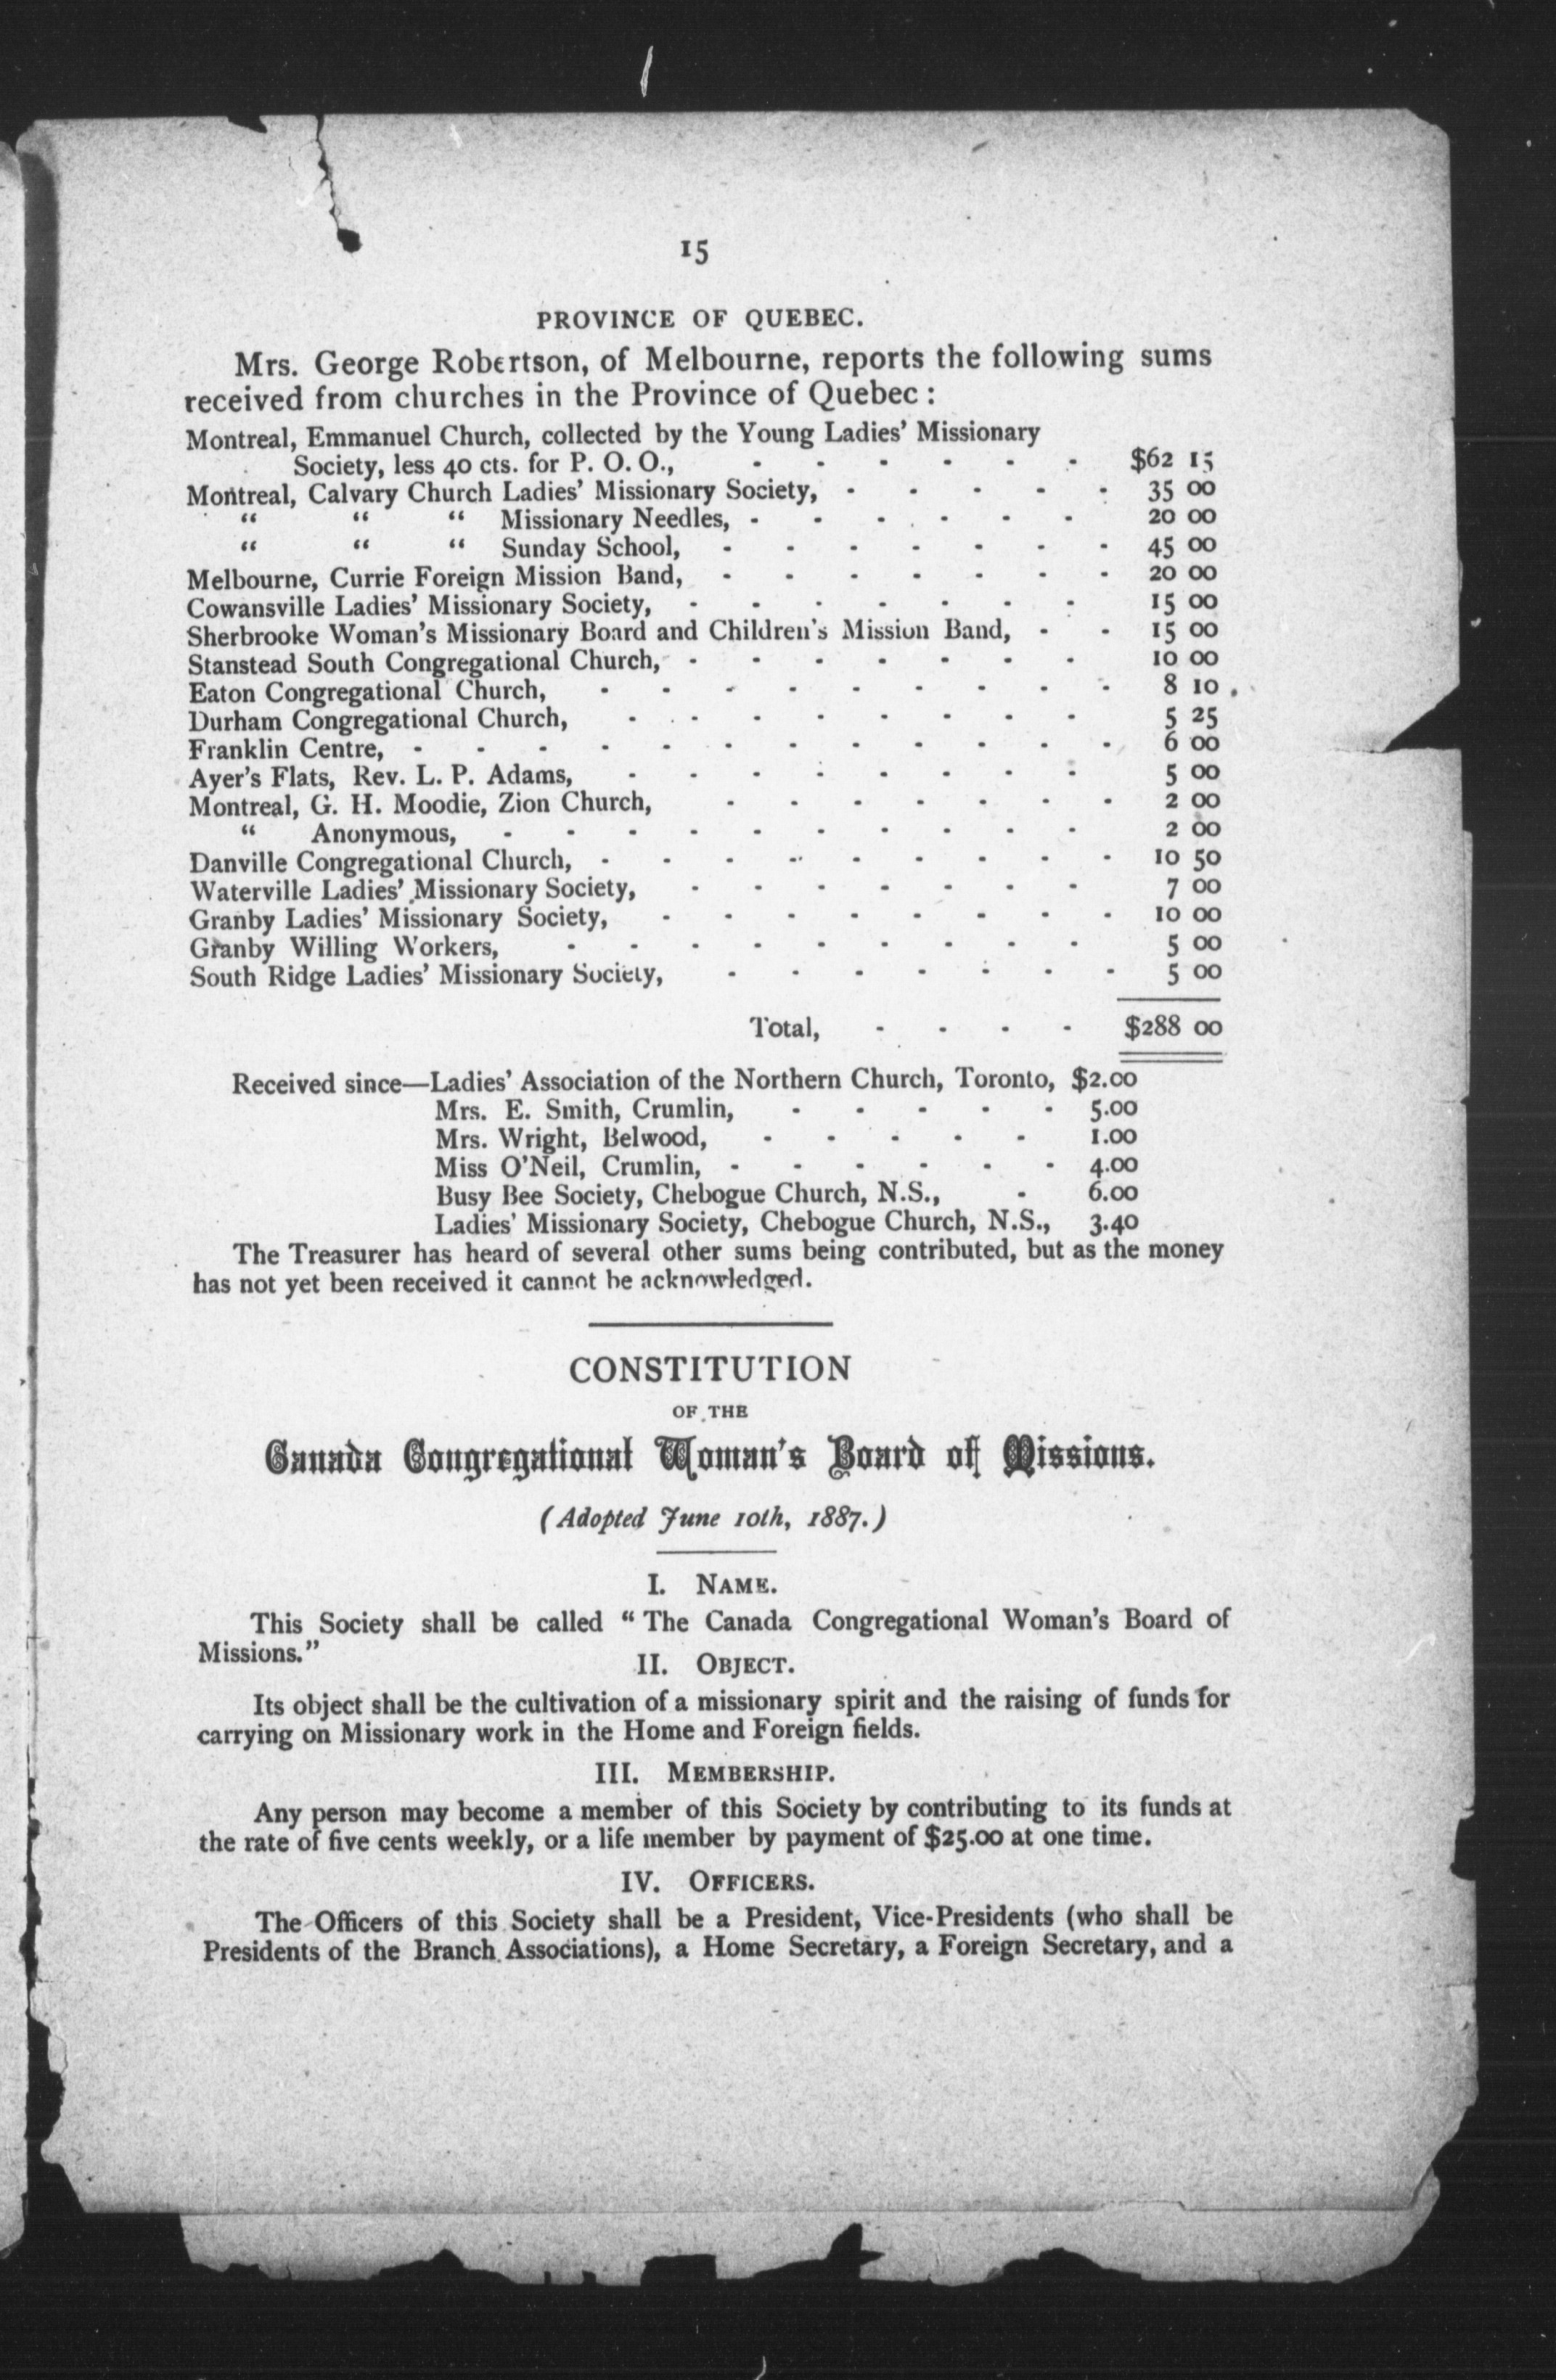 15
PROVINCE OF QUEBEC.
Mrs. George Robertson, of Melbourne, reports the following sums
received from churches in the Province of Quebec :
Montreal, Emmanuel Church, collected by the Young Ladies' Missionary
Society, less 40 cts. for P. O. O., - - - - - - $62 15
Montreal, Calvary Church Ladies' Missionary Society, - - - - - 35 00
“ “ “ Missionary Needles, - - - - - - 20 00
“ “ “ Sunday School, - - - - - - - 45 00
Melbourne, Currie Foreign Mission Band, - - - - - - - 20 00
Cowansville Ladies' Missionary Society, - - - - - - - 15 00
Sherbrooke Woman's Missionary Board and Children's Mission Band, - - 15 00
Stanstead South Congregational Church, - - - - - - - 10 00
Eaton Congregational Church, - - - - - - - - - 8 10
Durham Congregational Church, - - - - - - - - 5 25
Franklin Centre, - - - - - - - - - - - - 6 00
Ayer's Flats, Rev. L. P. Adams, - - - - - - - - 5 00
Montreal, G. H. Moodie, Zion Church, - - - - - - - 2 00
“ Anonymous, - - - - - - - - - - 2 00
Danville Congregational Church, - - - - - - - - - 10 50
Waterville Ladies' Missionary Society, - - - - - - - 7 00
Granby Ladies' Missionary Society, - - - - - - - - 10 00
Granby Willing Workers, - - - - - - - - - 5 00
South Ridge Ladies' Missionary Society, - - - - - - - 5 00
Total, - - - - $288 00
Received since—Ladies' Association of the Northern Church, Toronto, $2.00
Mrs. E. Smith, Crumlin, - - - - - 5.00
Mrs. Wright, Belwood, - - - - - 1.00
Miss O'Neil, Crumlin, - - - - - - 4.00
Busy Bee Society, Chebogue Church, N.S., - 6.00
Ladies' Missionary Society, Chebogue Church, N.S., 3.40
The Treasurer has heard of several other sums being contributed, but as the money
has not yet been received it cannot be acknowledged.
CONSTITUTION
OF THE
Canada Congregational Woman's Board of Missions.
(Adopted June 10th, 1887.)
I. NAME.
This Society shall be called “The Canada Congregational Woman's Board of
Missions.”
II. OBJECT.
Its object shall be the cultivation of a missionary spirit and the raising of funds for
carrying on Missionary work in the Home and Foreign fields.
III. MEMBERSHIP.
Any person may become a member of this Society by contributing to its funds at
the rate of five cents weekly, or a life member by payment of $25.00 at one time.
IV. OFFICERS.
The Officers of this Society shall be a President, Vice-Presidents (who shall be
Presidents of the Branch Associations), a Home Secretary, a Foreign Secretary, and a